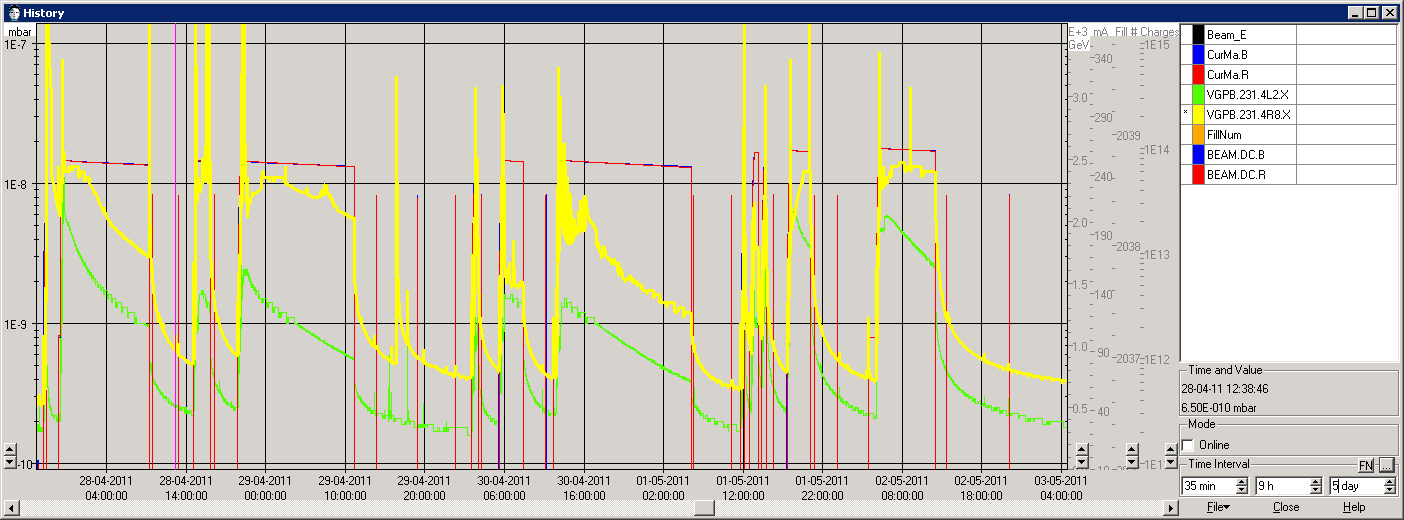 History
mbar
E+3 mA Fill # Charges
GeV
1E-7
1E-8
1E-9
-10
340
3.0
290
2.5
240
2.0
190
1.5
140
1.0
90
0.5
40
2039
2038
2037
1E15
1E14
1E13
1E12
28-04-2011 28-04-2011 29-04-2011 29-04-2011 29-04-2011 30-04-2011 30-04-2011 01-05-2011 01-05-2011 01-05-2011 02-05-2011 02-05-2011 03-05-2011
04:00:00 14:00:00 00:00:00 10:00:00 20:00:00 06:00:00 16:00:00 02:00:00 12:00:00 22:00:00 08:00:00 18:00:00 04:00:00
Beam_E
CurMa.B
CurMa.R
VGPB.231.4L2.X
* VGPB.231.4R8.X
FillNum
BEAM.DC.B
BEAM.DC.R
Time and Value
28-04-11 12:38:46
6.50E-010 mbar
Mode
Online
Time Interval FN ...
35 min 9 h 5 day
File Close Help